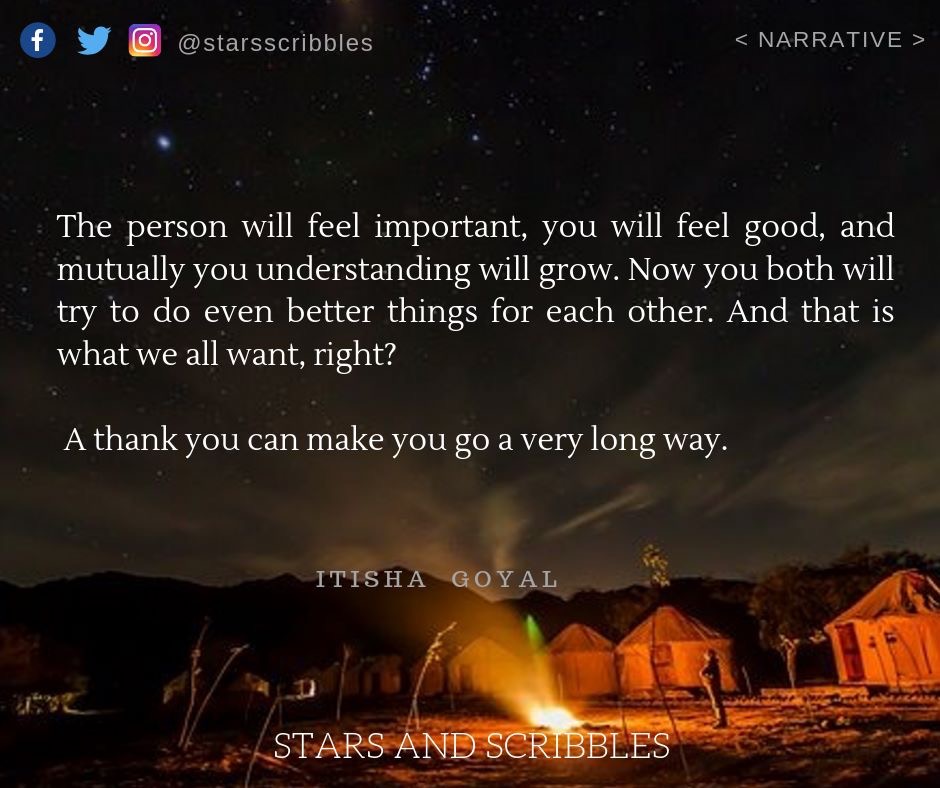 @starsscribbles
< NARRATIVE >
The person will feel important, you will feel good, and
mutually you understanding will grow. Now you both will
try to do even better things for each other. And that is
what we all want, right?
A thank you can make you go a very long way.
ITISHA GOYAL
STARS AND SCRIBBLES